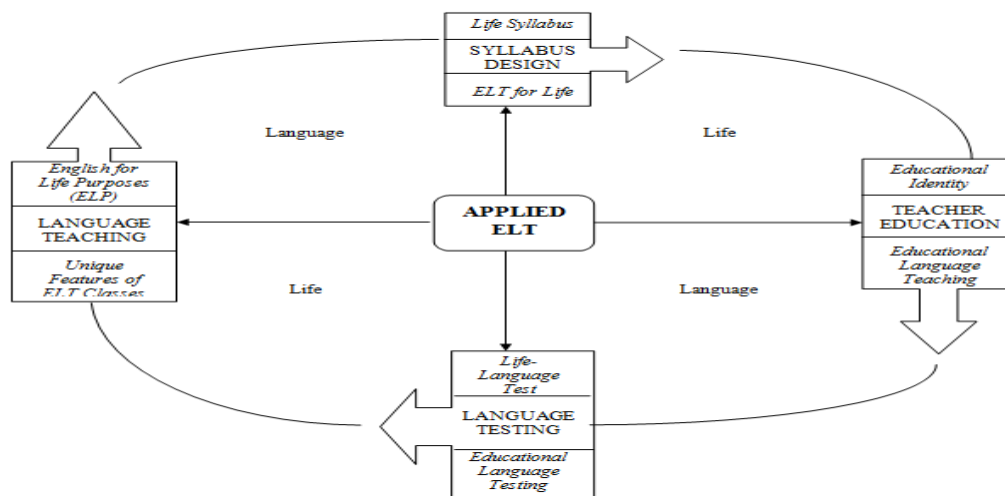 Life Syllabus
SYLLABUS
DESIGN
ELT for Life
Language
Life
English for
Life Purposes
(ELP)
LANGUAGE
TEACHING
Unique
Features of
ELT Classes
APPLIED
ELT
Educational
Identity
TEACHER
EDUCATION
Educational
Language
Teaching
Life
Language
Life-
Language
Test
LANGUAGE
TESTING
Educational
Language
Testing